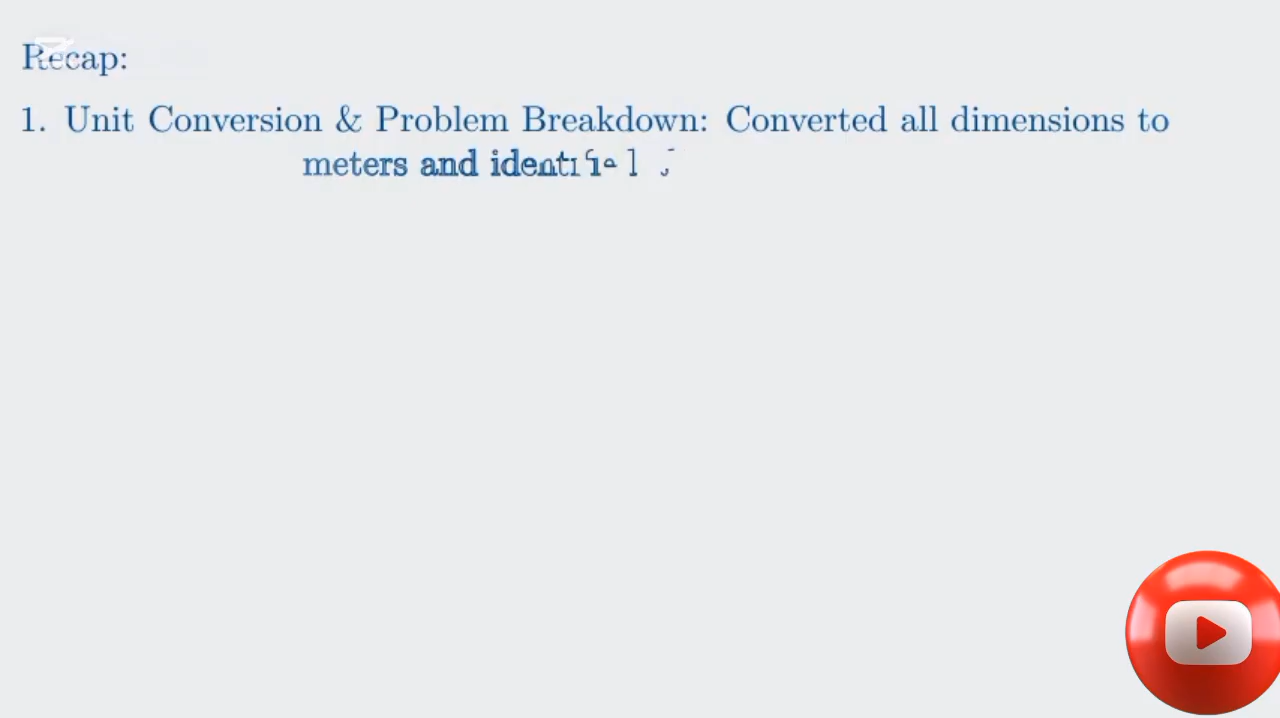 Recap:
1. Unit Conversion & Problem Breakdown: Converted all dimensions to
meters and